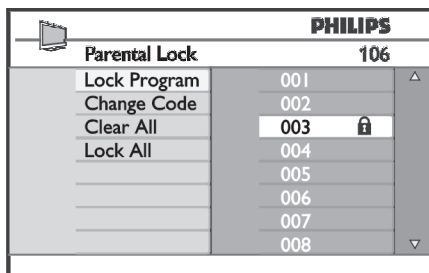 PHILIPS
Parental Lock 106
Lock Program 001
Change Code 002
Clear All 003
Lock All 004
005
006
007
008